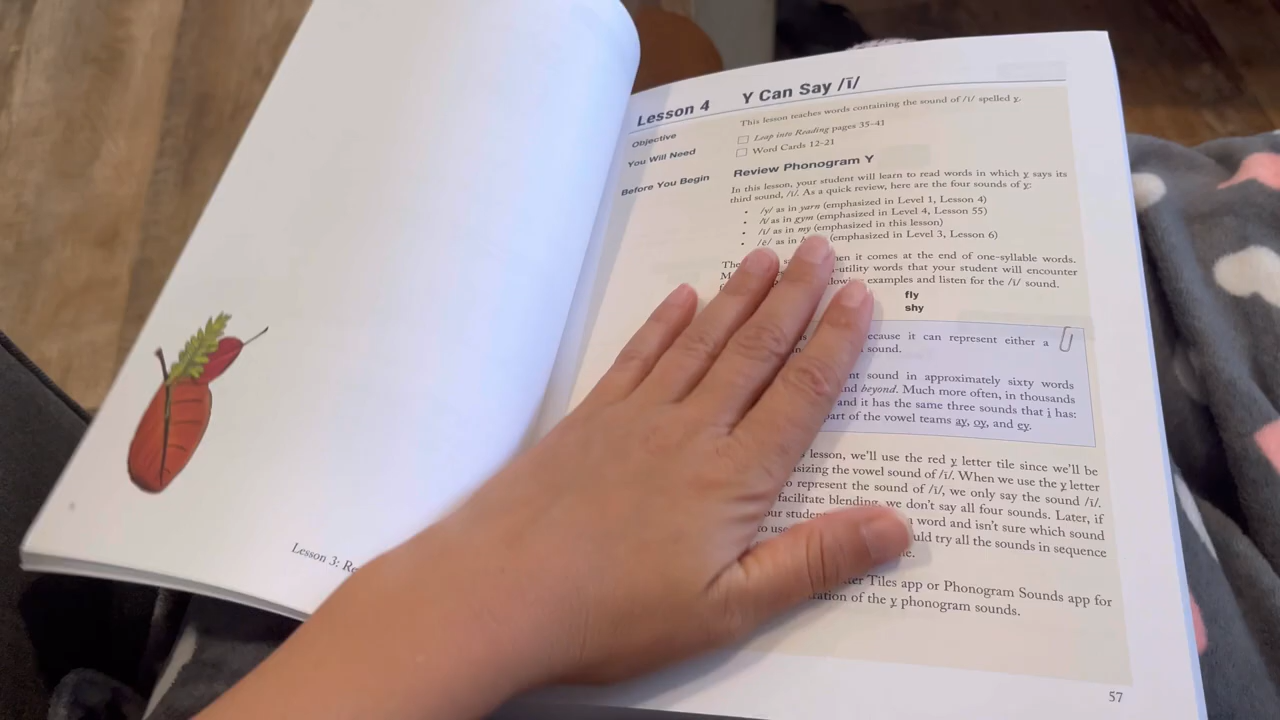 Lesson 3: Re
Lesson 4 Y Can Say /ī/
Objective
This lesson teaches words containing the sound of /ī/ spelled y.
You Will Need
Leap into Reading pages 35–41
Word Cards 12-21
Before You Begin
Review Phonogram Y
In this lesson, your student will learn to read words in which y says its
third sound, /ī/. As a quick review, here are the four sounds of y:
• /y/ as in yarn (emphasized in Level 1, Lesson 4)
• /ĭ/ as in gym (emphasized in Level 4, Lesson 55)
• /ī/ as in my (emphasized in this lesson)
• /ē/ as in (emphasized in Level 3, Lesson 6)
The when it comes at the end of one-syllable words.
-utility words that your student will encounter
examples and listen for the /ī/ sound.
fly
shy
because it can represent either a
sound.
sound in approximately sixty words
and beyond. Much more often, in thousands
and it has the same three sounds that i has:
part of the vowel teams ay, oy, and ey.
lesson, we'll use the red y letter tile since we'll be
the vowel sound of /ī/. When we use the y letter
to represent the sound of /ī/, we only say the sound /ī/.
facilitate blending, we don't say all four sounds. Later, if
word and isn't sure which sound
to use try all the sounds in sequence
Tiles app or Phonogram Sounds app for
of the y phonogram sounds.
57